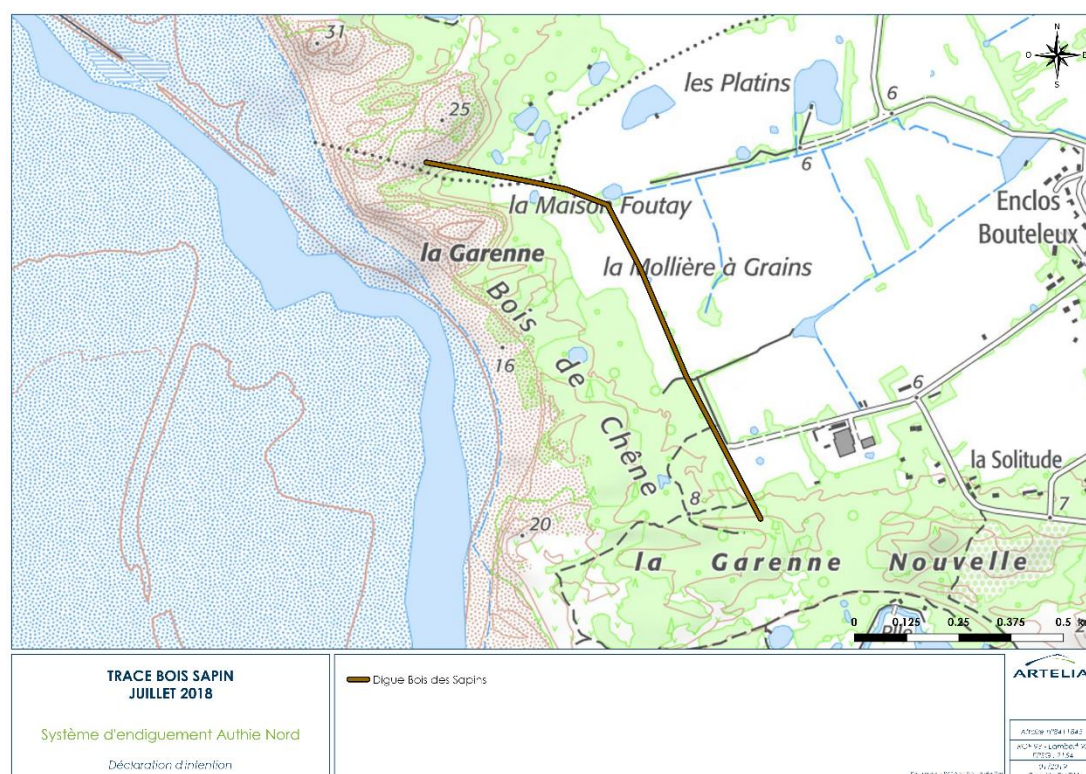 31
N
O
E
S
les Platins
6
25
6
la Maison Foutay
Enclos
Bouteleux
la Garenne
la Mollière à Grains
Bois
de
Chêne
16
6
la Solitude
8
7
20
la Garenne Nouvelle
0 0.125 0.25 0.375 0.5
TRACE BOIS SAPIN
JUILLET 2018
Système d'endiguement Authie Nord
Déclaration d'intention
Digue Bois des Sapins
ARTELIA